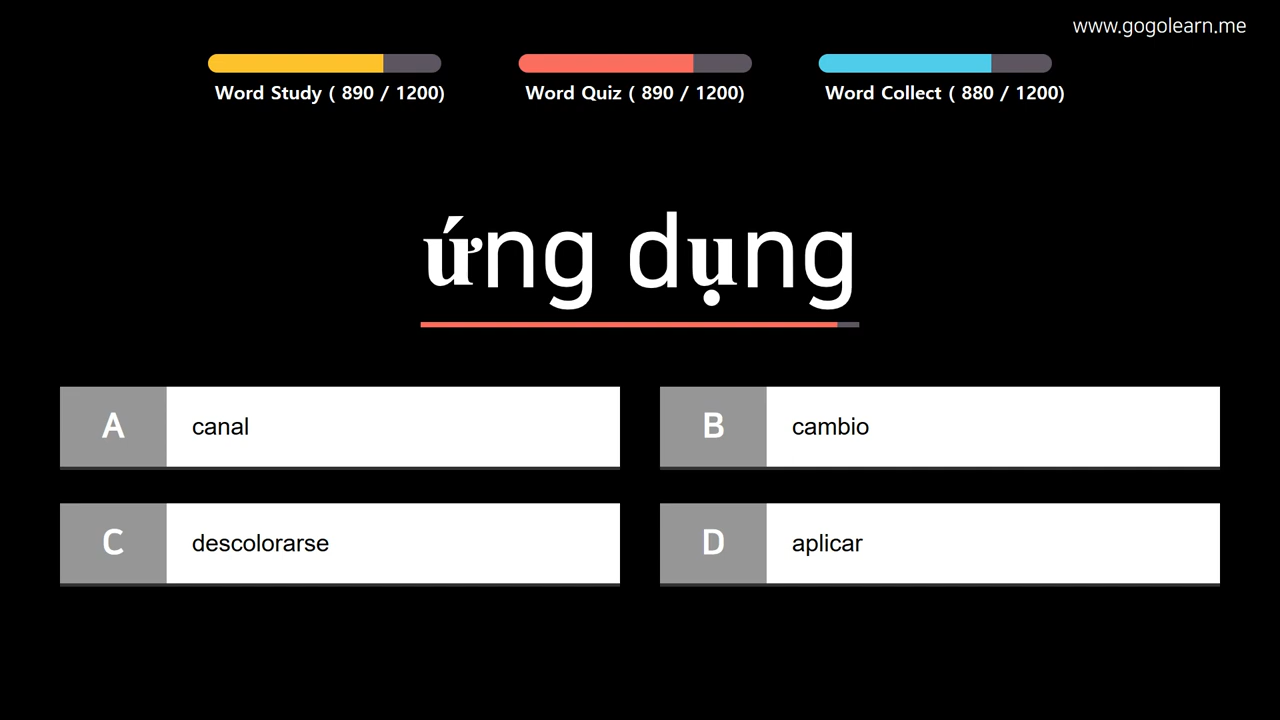 www.gogolearn.me
Word Study ( 890 / 1200)
Word Quiz ( 890 / 1200)
Word Collect ( 880 / 1200)
ứng dụng
A canal
B cambio
C descolorarse
D aplicar